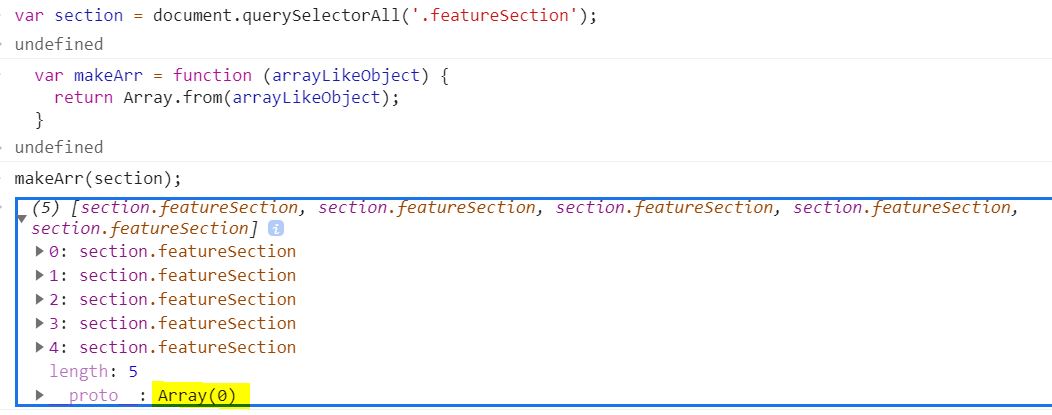 var section = document.querySelectorAll('.featureSection');
undefined
var makeArr = function (arrayLikeObject) {
return Array.from(arrayLikeObject);
}
undefined
makeArr(section);
(5) [section.featureSection, section.featureSection, section.featureSection, section.featureSection,
section.featureSection] i
0: section.featureSection
1: section.featureSection
2: section.featureSection
3: section.featureSection
4: section.featureSection
length: 5
__proto__: Array(0)